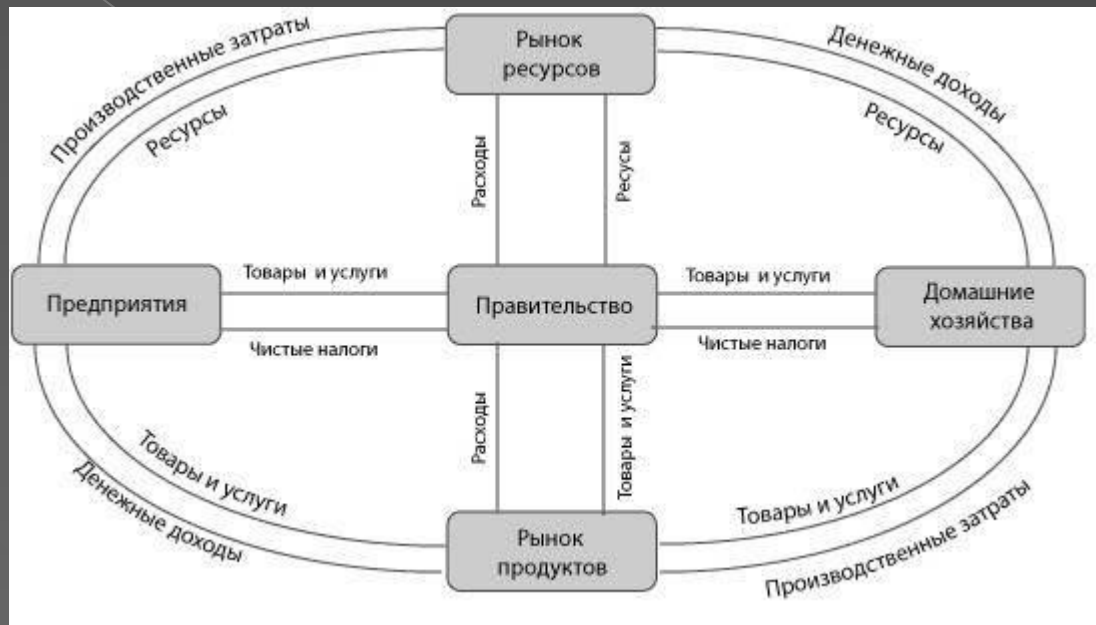 Производственные затраты
Рынок
ресурсов
Денежные доходы
Ресурсы
Ресурсы
Расходы
Ресусы
Товары и услуги
Товары и услуги
Предприятия
Правительство
Домашние
хозяйства
Чистые налоги
Чистые налоги
Расходы
Товары и услуги
Товары и услуги
Денежные доходы
Рынок
продуктов
Товары и услуги
Производственные затраты